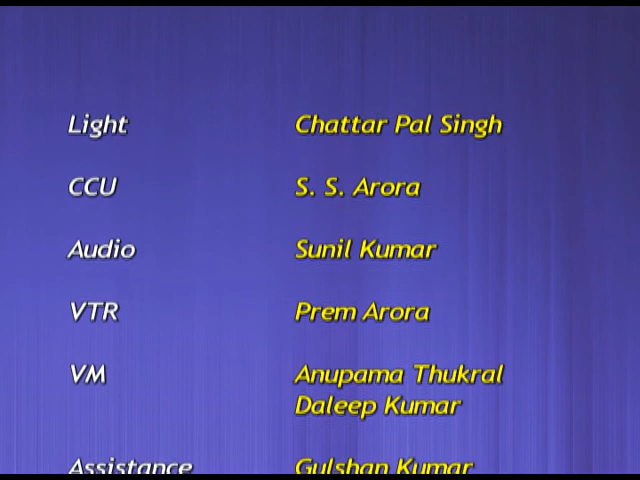 Light Chattar Pal Singh
CCU S. S. Arora
Audio Sunil Kumar
VTR Prem Arora
VM Anupama Thukral
Daleep Kumar
Assistance Gulshan Kumar